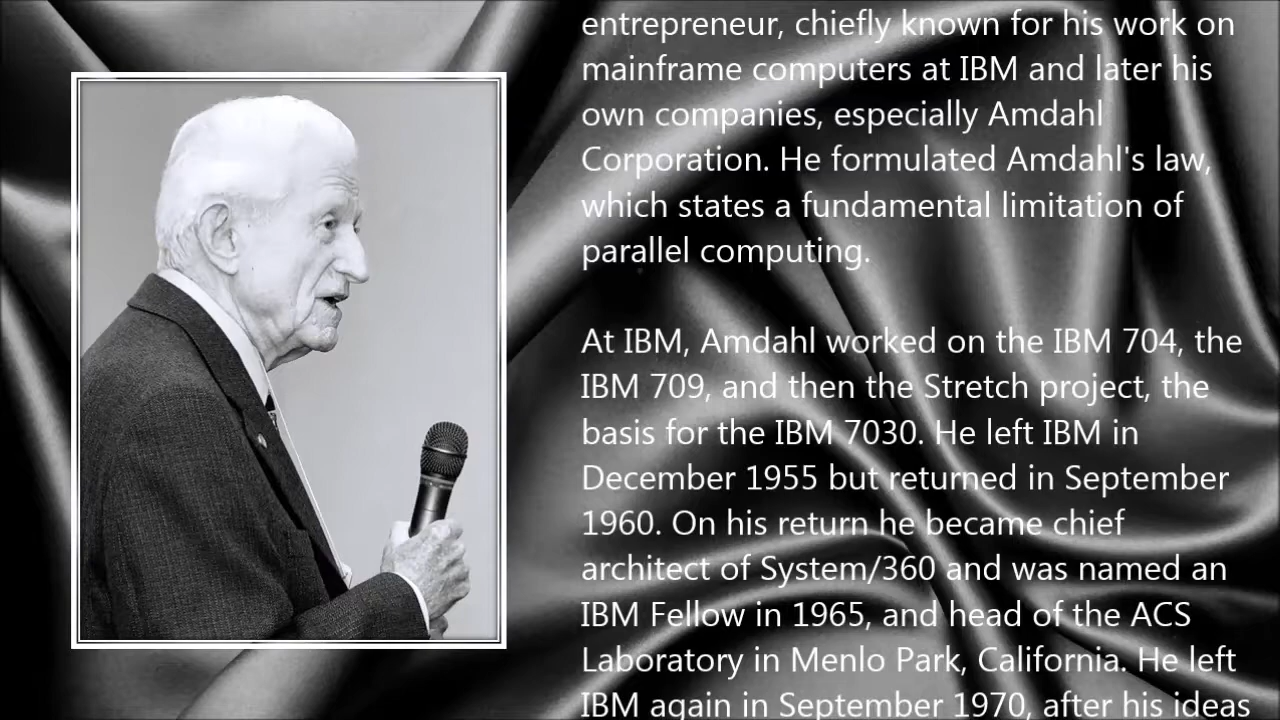 entrepreneur, chiefly known for his work on
mainframe computers at IBM and later his
own companies, especially Amdahl
Corporation. He formulated Amdahl's law,
which states a fundamental limitation of
parallel computing.
At IBM, Amdahl worked on the IBM 704, the
IBM 709, and then the Stretch project, the
basis for the IBM 7030. He left IBM in
December 1955 but returned in September
1960. On his return he became chief
architect of System/360 and was named an
IBM Fellow in 1965, and head of the ACS
Laboratory in Menlo Park, California. He left
IBM again in September 1970, after his ideas